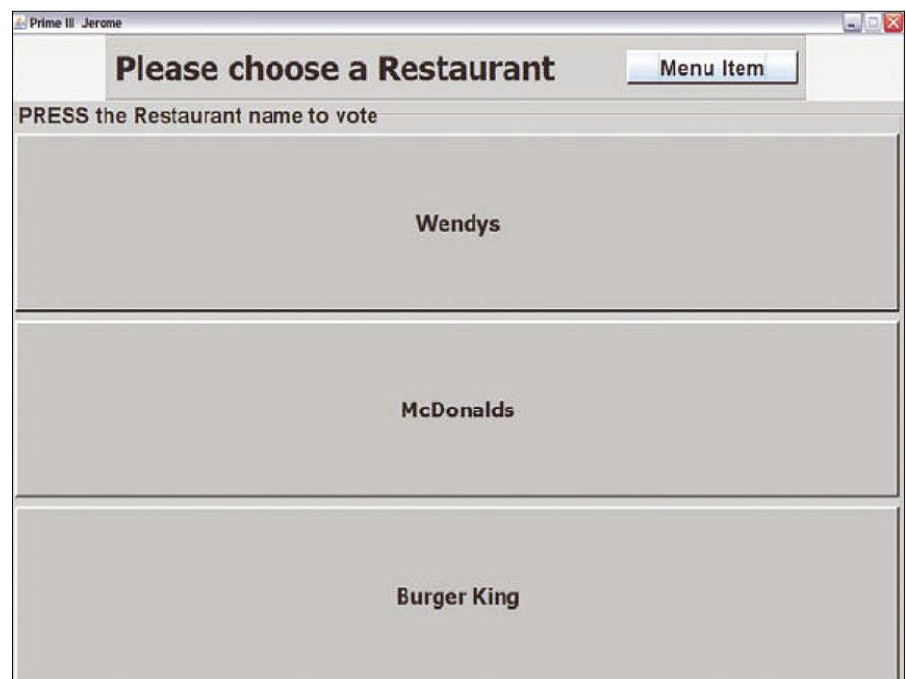 Prime III Jerome
Please choose a Restaurant
Menu Item
PRESS the Restaurant name to vote
Wendys
McDonalds
Burger King